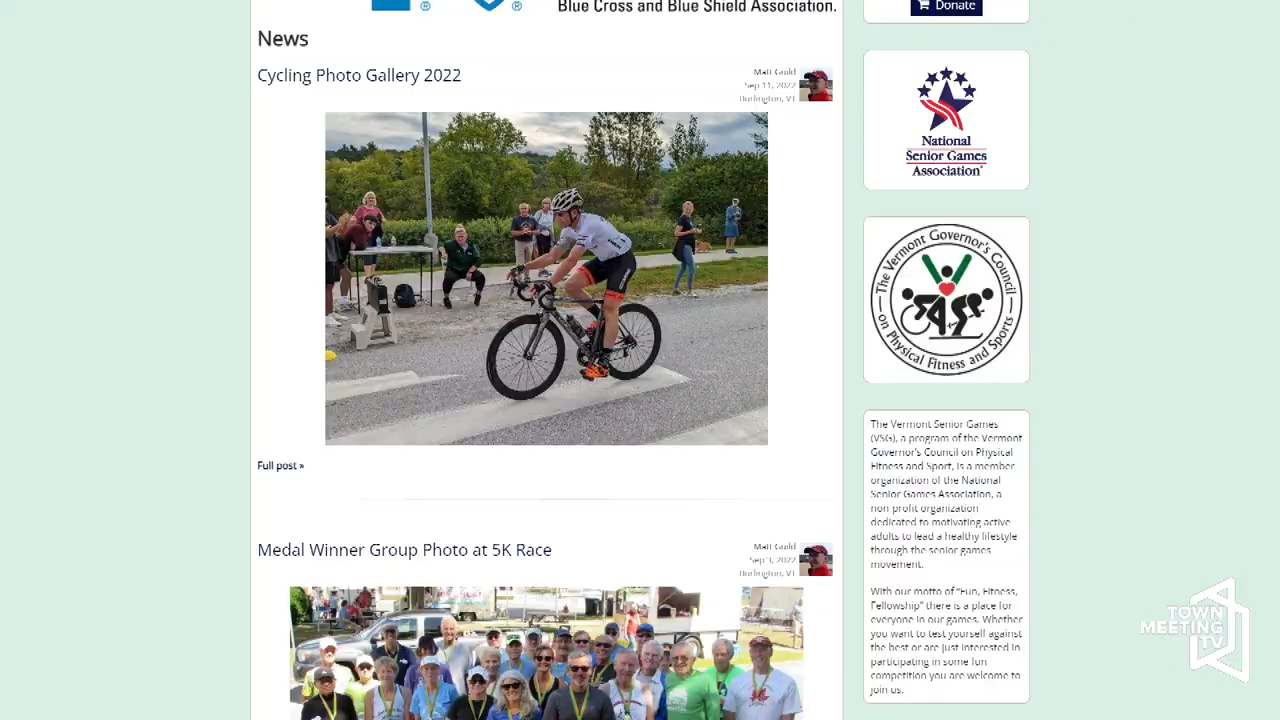 Blue Cross and Blue Shield Association.
Donate
News
Cycling Photo Gallery 2022
Matt Guild
Sep 11, 2022
Burlington, VT
Full post »
Medal Winner Group Photo at 5K Race
Matt Guild
Sep 3, 2022
Burlington, VT
National
Senior Games
Association
The Vermont Governor's Council
on Physical Fitness and Sports
The Vermont Senior Games
(VSG), a program of the Vermont
Governor's Council on Physical
Fitness and Sport, is a member
organization of the National
Senior Games Association, a
non profit organization
dedicated to motivating active
adults to lead a healthy lifestyle
through the senior games
movement.
With our motto of "Fun, Fitness,
Fellowship" there is a place for
everyone in our games. Whether
you want to test yourself against
the best or are just interested in
participating in some fun
competition you are welcome to
join us.
TOWN
MEETING
TV